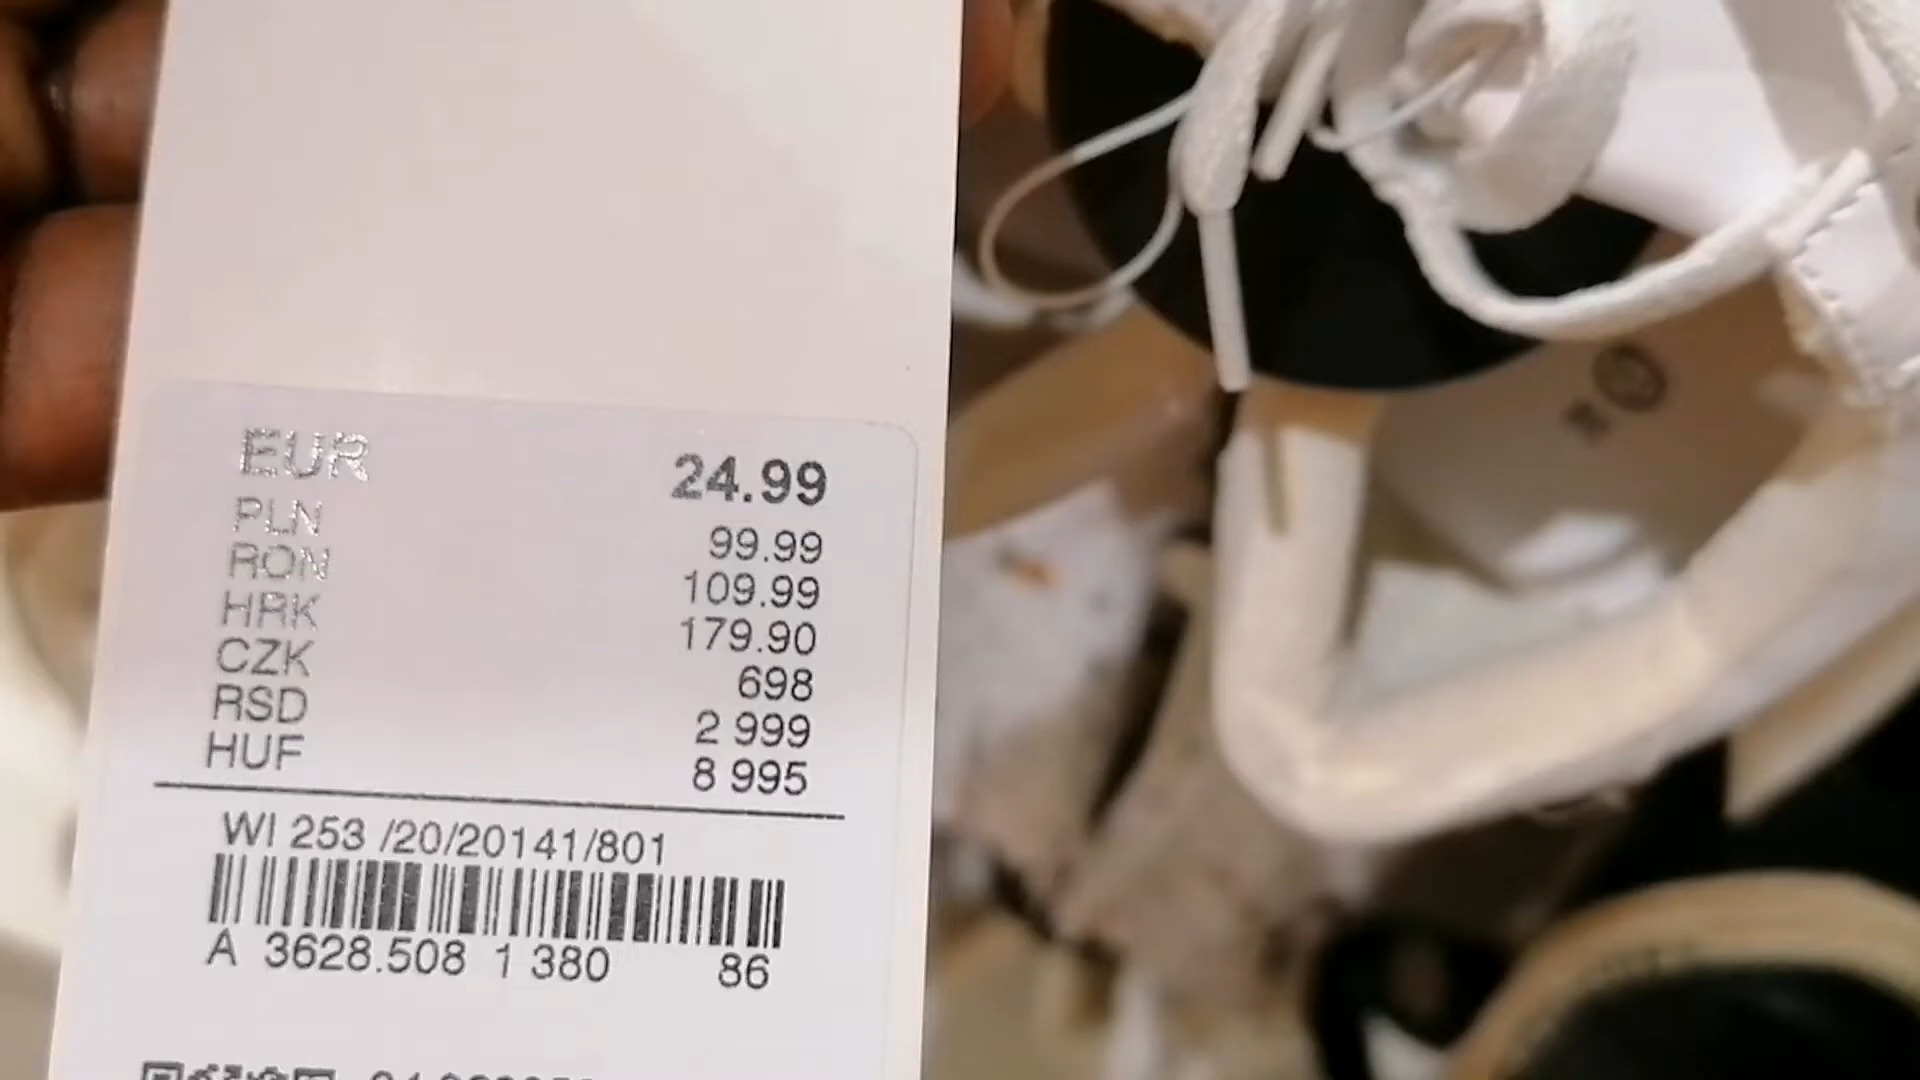 EUR 24.99
PLN 99.99
RON 109.99
HRK 179.90
CZK 698
RSD 2 999
HUF 8 995
WI 253 /20/20141/801
A 3628.508 1 380 86